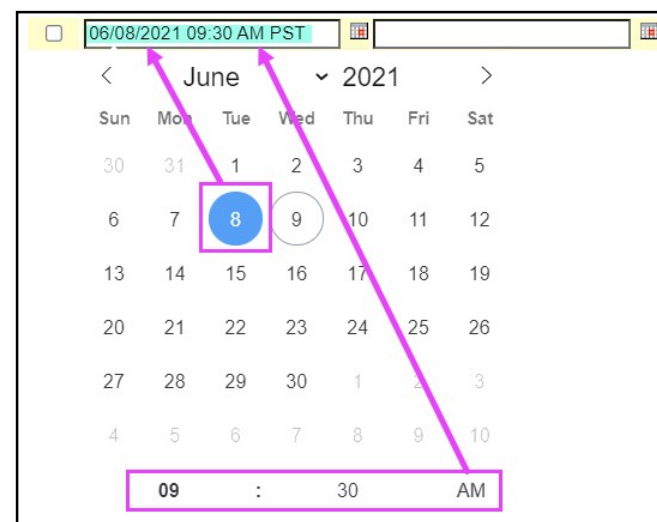 06/08/2021 09:30 AM PST
June 2021
Sun Mon Tue Wed Thu Fri Sat
30 31 1 2 3 4 5
6 7 8 9 10 11 12
13 14 15 16 17 18 19
20 21 22 23 24 25 26
27 28 29 30 1 2 3
4 5 6 7 8 9 10
09 : 30 AM